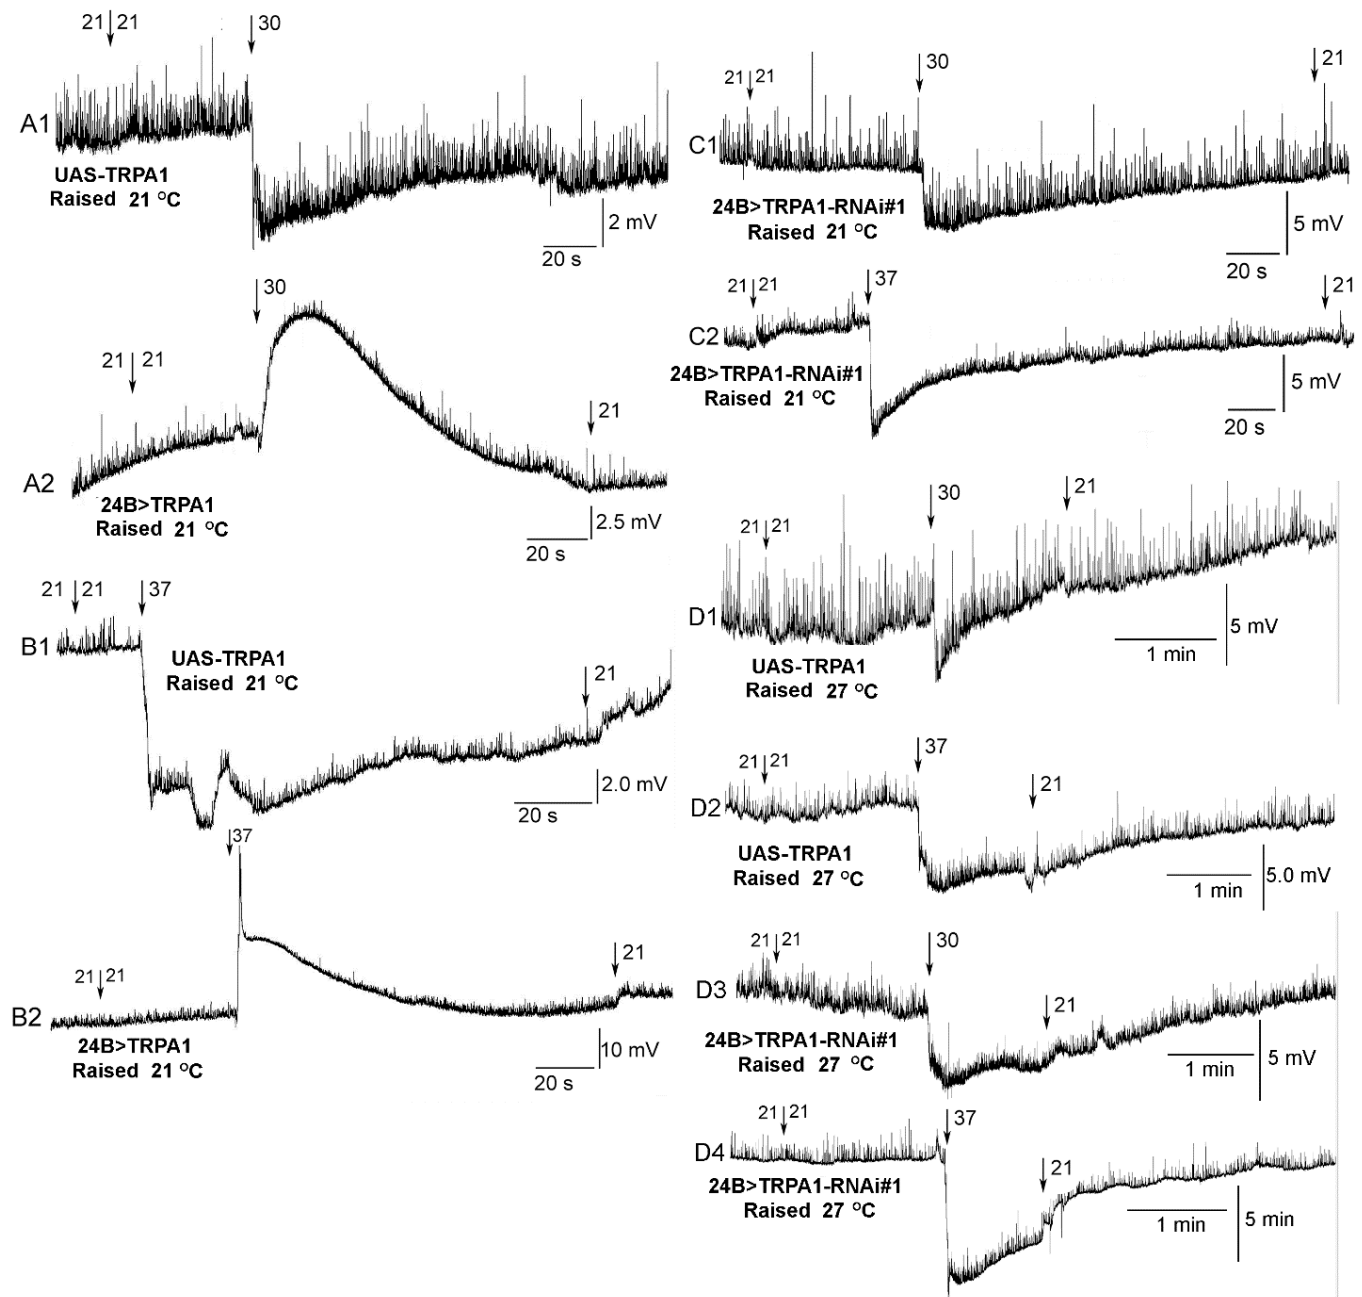 21 21 30
A1
UAS-TRPA1
Raised 21 °C
2 mV
20 s
30
21 21
21
A2
24B>TRPA1
Raised 21 °C
2.5 mV
20 s
21 21 37
B1
UAS-TRPA1
Raised 21 °C
21
2.0 mV
20 s
37
21 21
21
B2
24B>TRPA1
Raised 21 °C
10 mV
20 s
21 21 30 21
C1
24B>TRPA1-RNAi#1
Raised 21 °C
5 mV
20 s
21 21 37 21
C2
24B>TRPA1-RNAi#1
Raised 21 °C
5 mV
20 s
21 21 30 21
D1
UAS-TRPA1
Raised 27 °C
5 mV
1 min
21 21 37 21
D2
UAS-TRPA1
Raised 27 °C
5.0 mV
1 min
21 21 30 21
D3
24B>TRPA1-RNAi#1
Raised 27 °C
5 mV
1 min
21 21 37 21
D4
24B>TRPA1-RNAi#1
Raised 27 °C
5 min
1 min